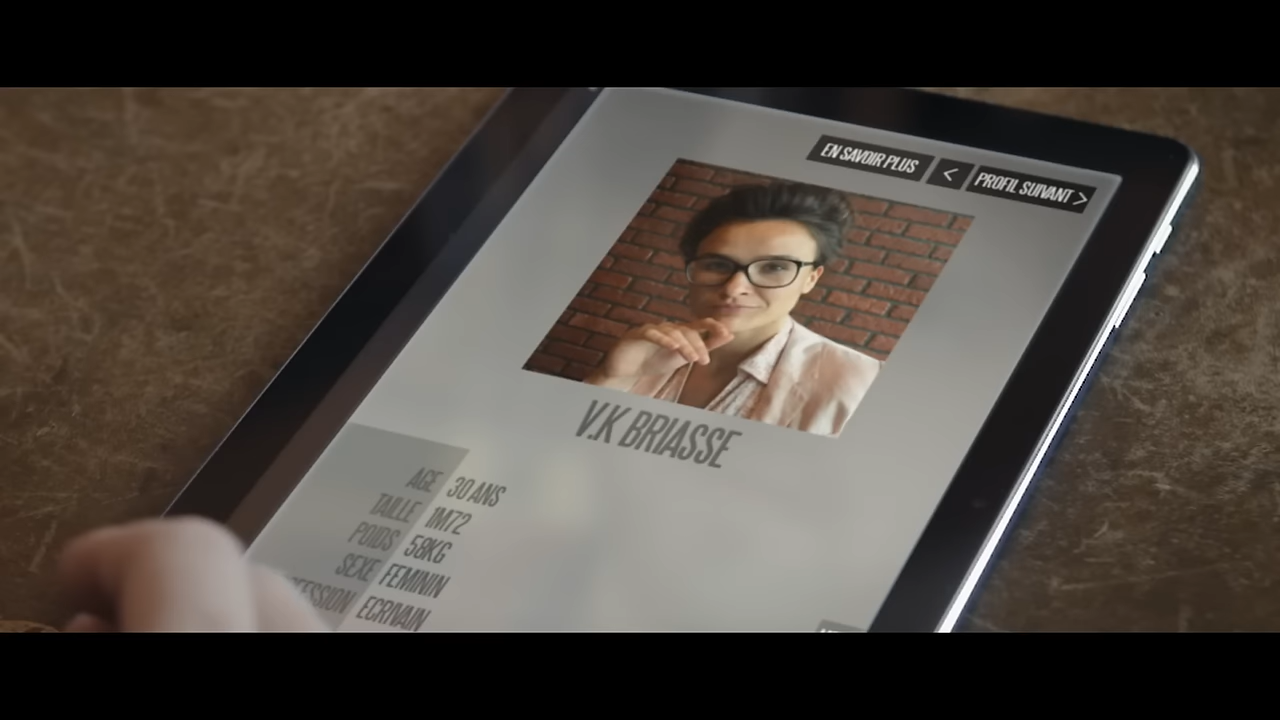 EN SAVOIR PLUS < PROFIL SUIVANT >
V.K BRIASSE
AGE 30 ANS
TAILLE 1M72
POIDS 58KG
SEXE FEMININ
ECRIVAIN